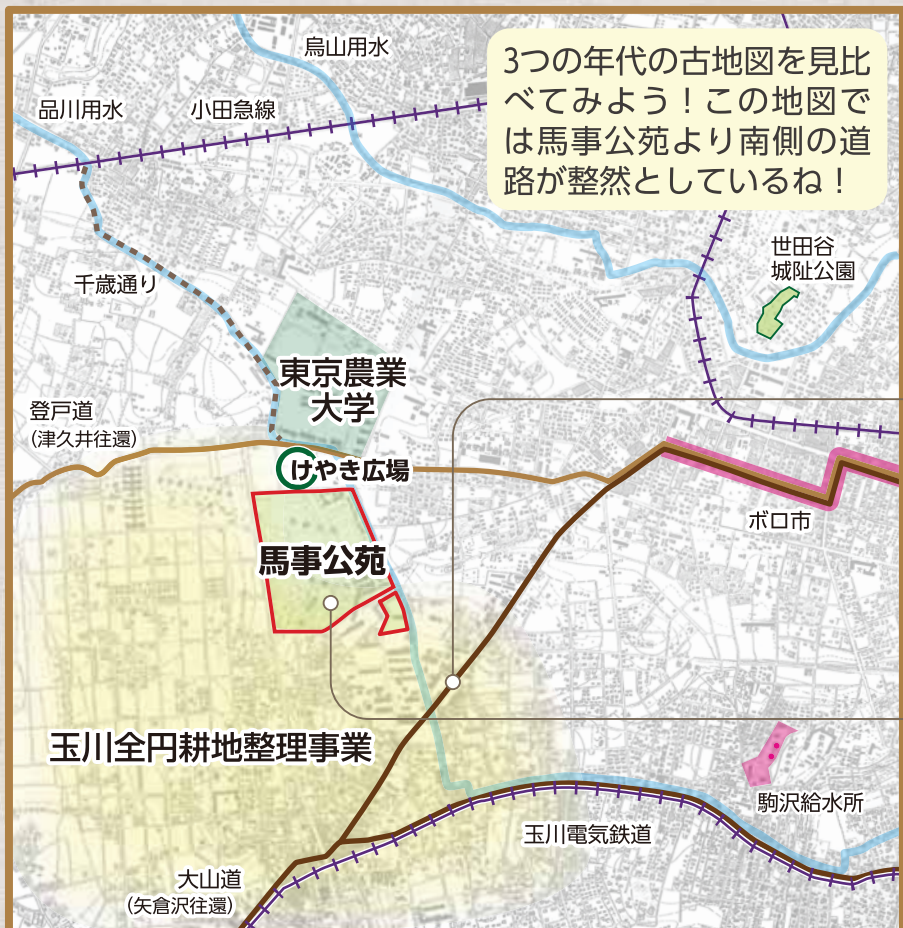 烏山用水
3つの年代の古地図を見比
べてみよう！この地図で
は馬事公苑より南側の道
路が整然としているね！
品川用水
小田急線
世田谷
城阯公園
千歳通り
東京農業
大学
登戸道
（津久井往還）
けやき広場
ボロ市
馬事公苑
玉川全円耕地整理事業
駒沢給水所
玉川電気鉄道
大山道
（矢倉沢往還）